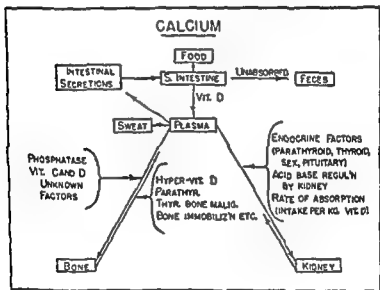 CALCIUM
FOOD
INTESTINAL
SECRETIONS
S. INTESTINE
UNABSORBED
FECES
VIT. D
SWEAT
PLASMA
PHOSPHATASE
VIT. C AND D
UNKNOWN
FACTORS
HYPER-VIT. D
PARATHYR.
THYR. BONE MALIG.
BONE IMMOBILIZ'N ETC.
ENDOCRINE FACTORS
(PARATHYROID, THYROID,
SEX, PITUITARY)
ACID BASE REGUL'N
BY KIDNEY
RATE OF ABSORPTION
(INTAKE PER KG. VIT. D)
BONE
KIDNEY